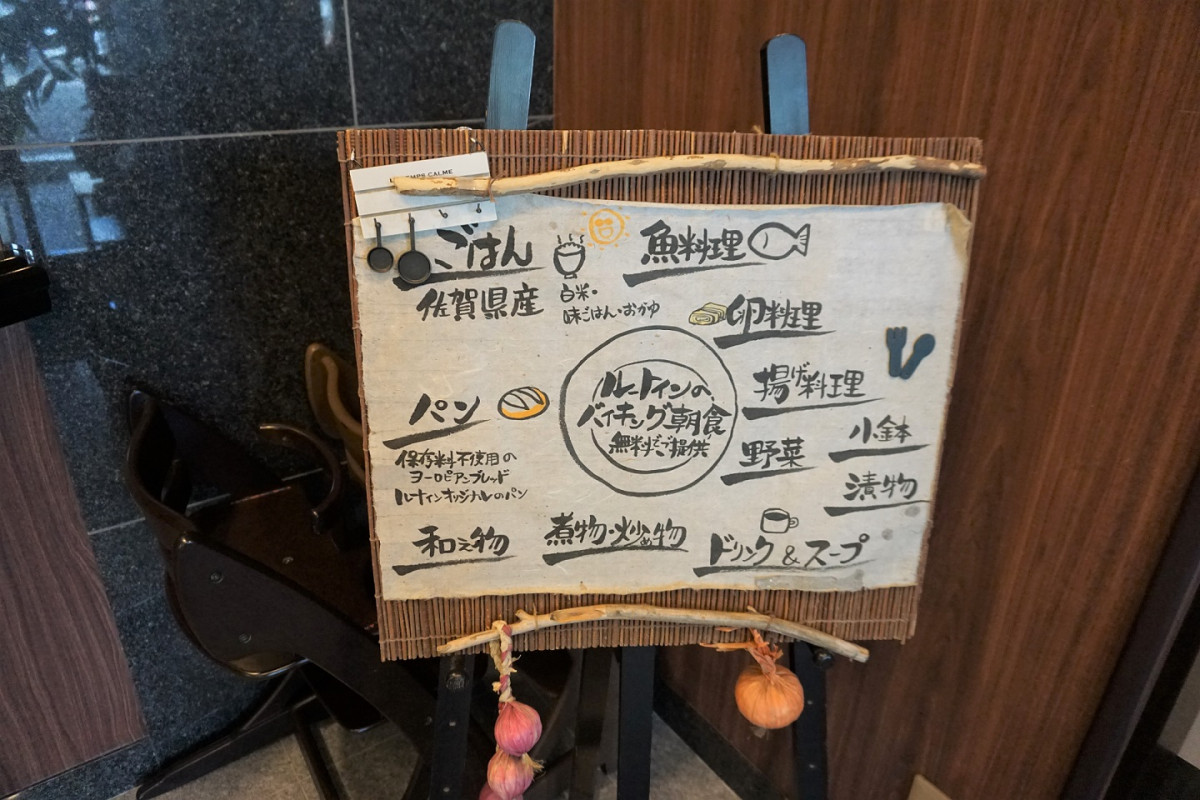 CALME
ごはん
佐賀県産
白米・
味ごはん・おかゆ
魚料理
卵料理
ルートインの
バイキング朝食
無料でご提供
揚げ料理
小鉢
野菜
漬物
パン
保存料不使用の
ヨーロピアンブレッド
ルートインオリジナルのパン
和え物
煮物・炒め物
ドリンク&スープ